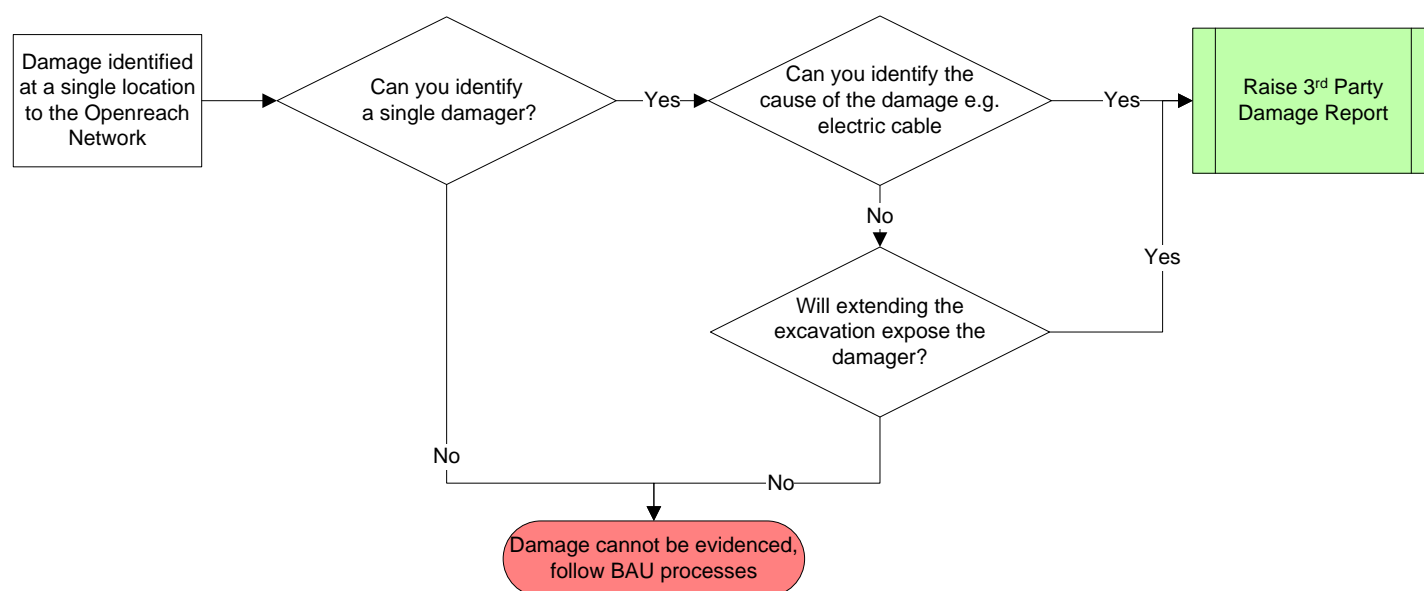 Damage identified
at a single location
to the Openreach
Network
Can you identify
a single damager?
Yes
Can you identify the
cause of the damage e.g.
electric cable
Yes
Raise 3rd Party
Damage Report
No
Yes
Will extending the
excavation expose the
damager?
No
No
Damage cannot be evidenced,
follow BAU processes